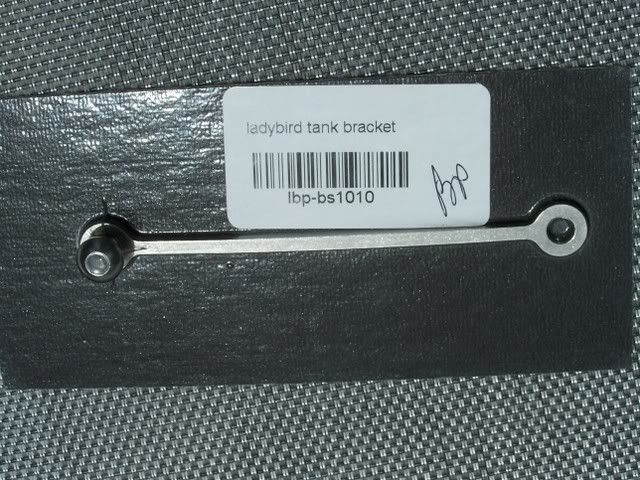 ladybird tank bracket
lbp-bs1010